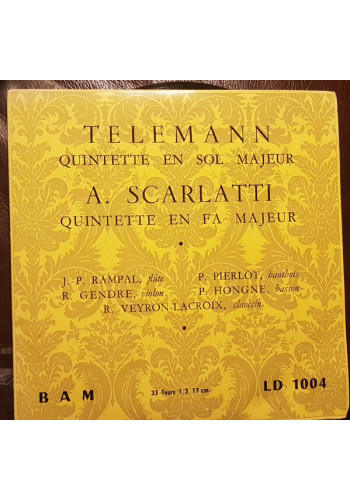 TELEMANN
QUINTETTE EN SOL MAJEUR
A. SCARLATTI
QUINTETTE EN FA MAJEUR
J. P. RAMPAL, flûte P. PIERLOT, hautbois
R. GENDRE, violon P. HONGNE, basson
R. VEYRON-LACROIX, clavecin
BAM 33 Tours 1/3 17 cm. LD 1004